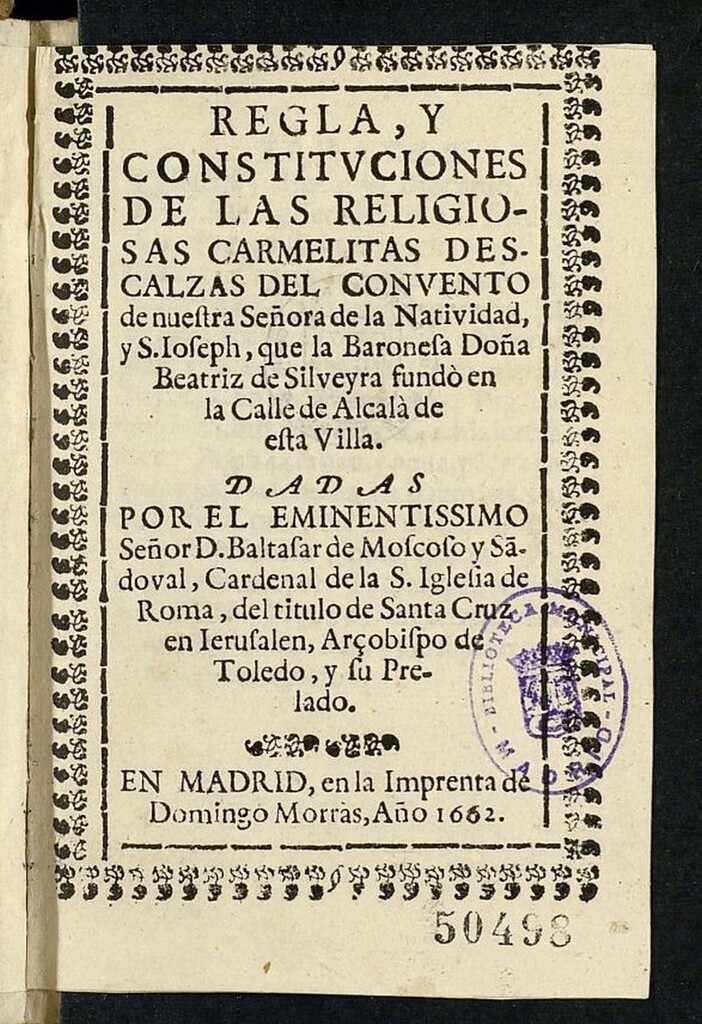 REGLA, Y
CONSTITVCIONES
DE LAS RELIGIO-
SAS CARMELITAS DES-
CALZAS DEL CONVENTO
de nueſtra Señora de la Natividad,
y S. Ioſeph, que la Baroneſa Doña
Beatriz de Silveyra fundò en
la Calle de Alcalà de
eſta Villa.
DADAS
POR EL EMINENTISSIMO
Señor D. Baltaſar de Moſcoſo y Sã-
doval, Cardenal de la S. Igleſia de
Roma, del titulo de Santa Cruz
en Ieruſalen, Arçobiſpo de
Toledo, y ſu Pre-
lado.
EN MADRID, en la Imprenta de
Domingo Morràs, Año 1662.
BIBLIOTECA MUNICIPAL
MADRID
50498